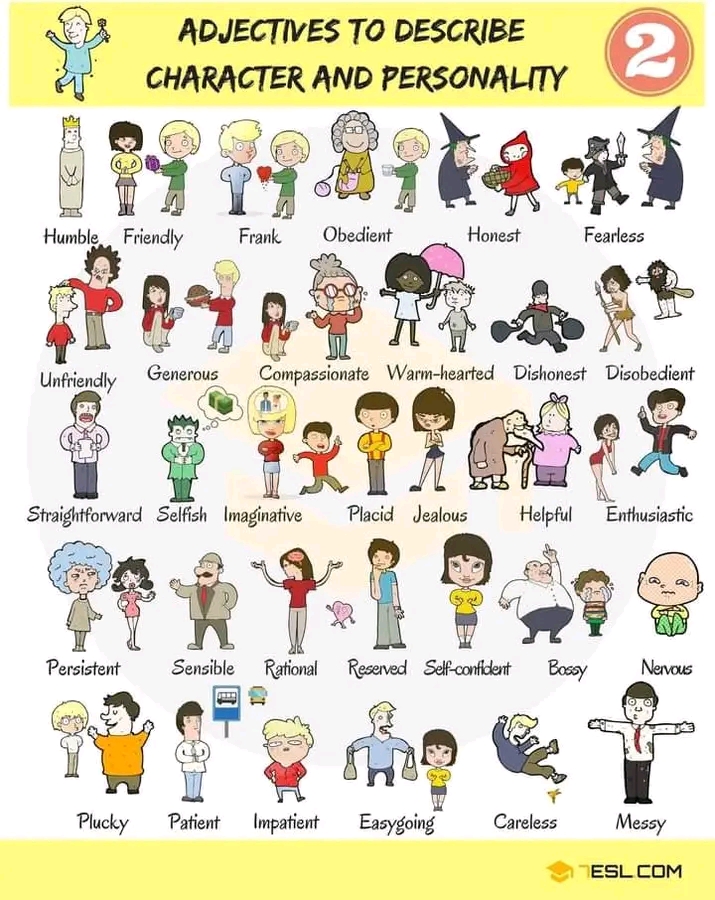 ADJECTIVES TO DESCRIBE
CHARACTER AND PERSONALITY
2
Humble Friendly Frank Obedient Honest Fearless
Unfriendly Generous Compassionate Warm-hearted Dishonest Disobedient
Straightforward Selfish Imaginative Placid Jealous Helpful Enthusiastic
Persistent Sensible Rational Reserved Self-confident Bossy Nervous
Plucky Patient Impatient Easygoing Careless Messy
7ESL.COM